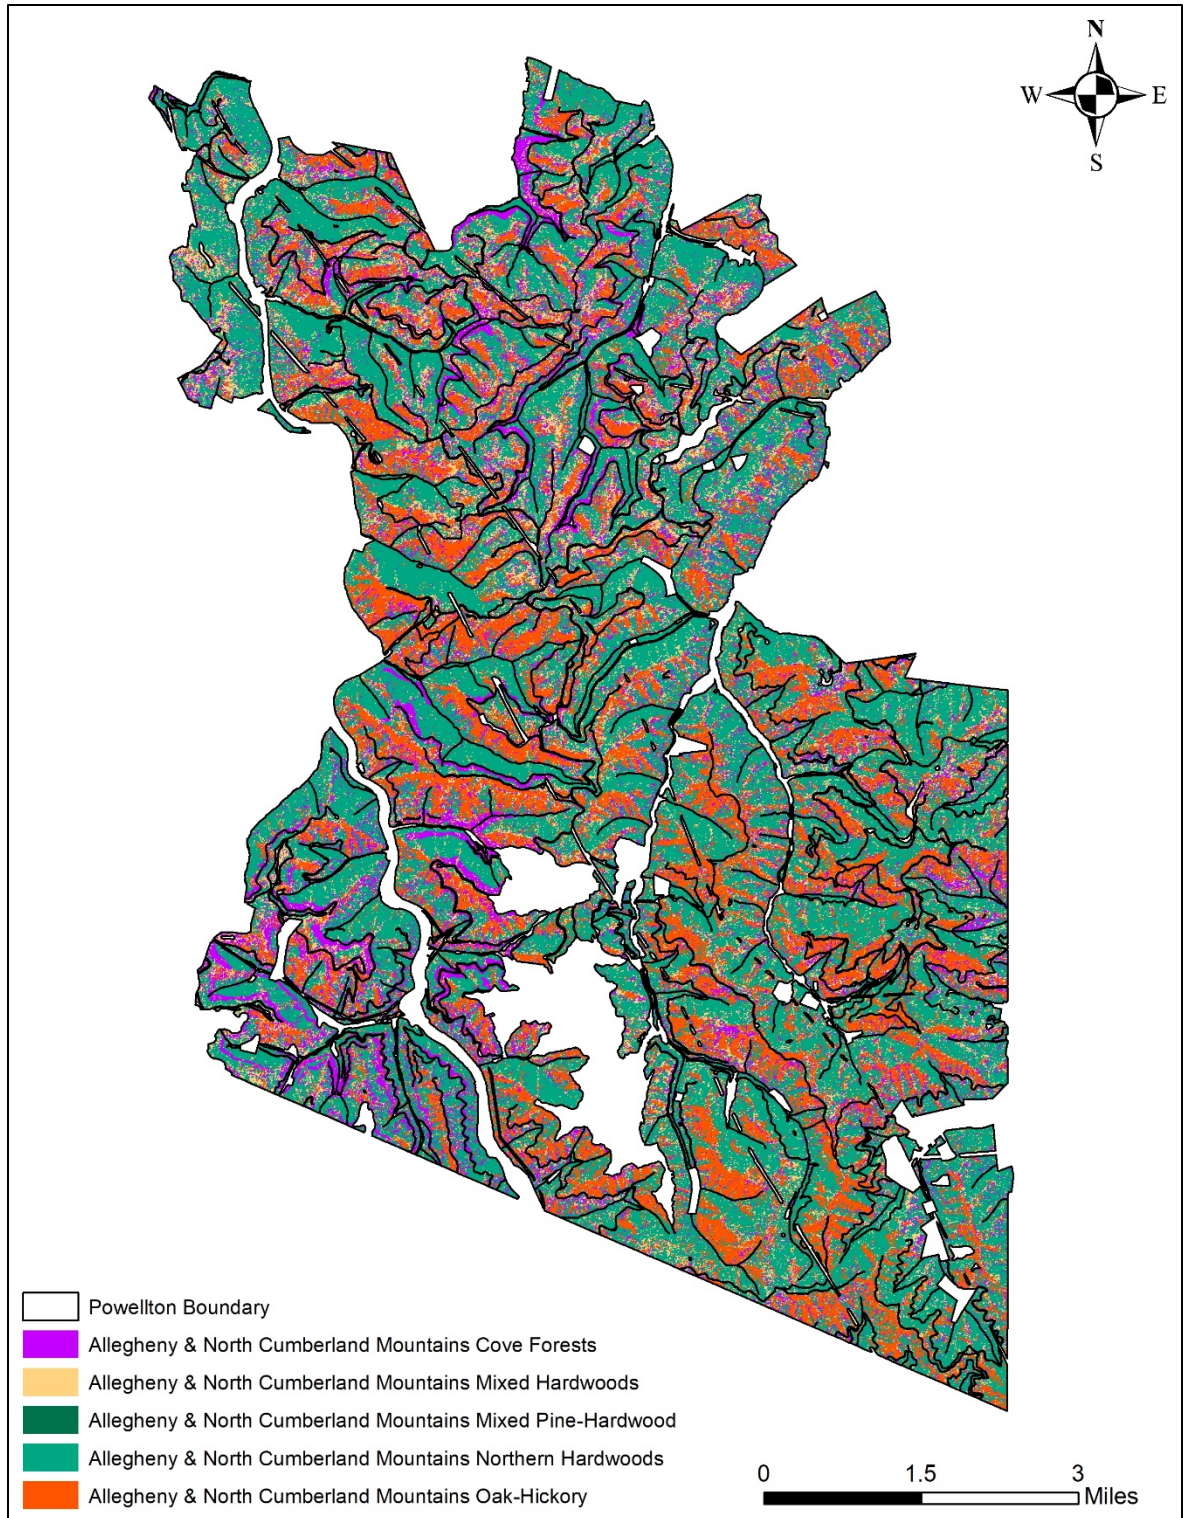 N
W E
S
Powellton Boundary
Allegheny & North Cumberland Mountains Cove Forests
Allegheny & North Cumberland Mountains Mixed Hardwoods
Allegheny & North Cumberland Mountains Mixed Pine-Hardwood
Allegheny & North Cumberland Mountains Northern Hardwoods
Allegheny & North Cumberland Mountains Oak-Hickory
0 1.5 3
Miles